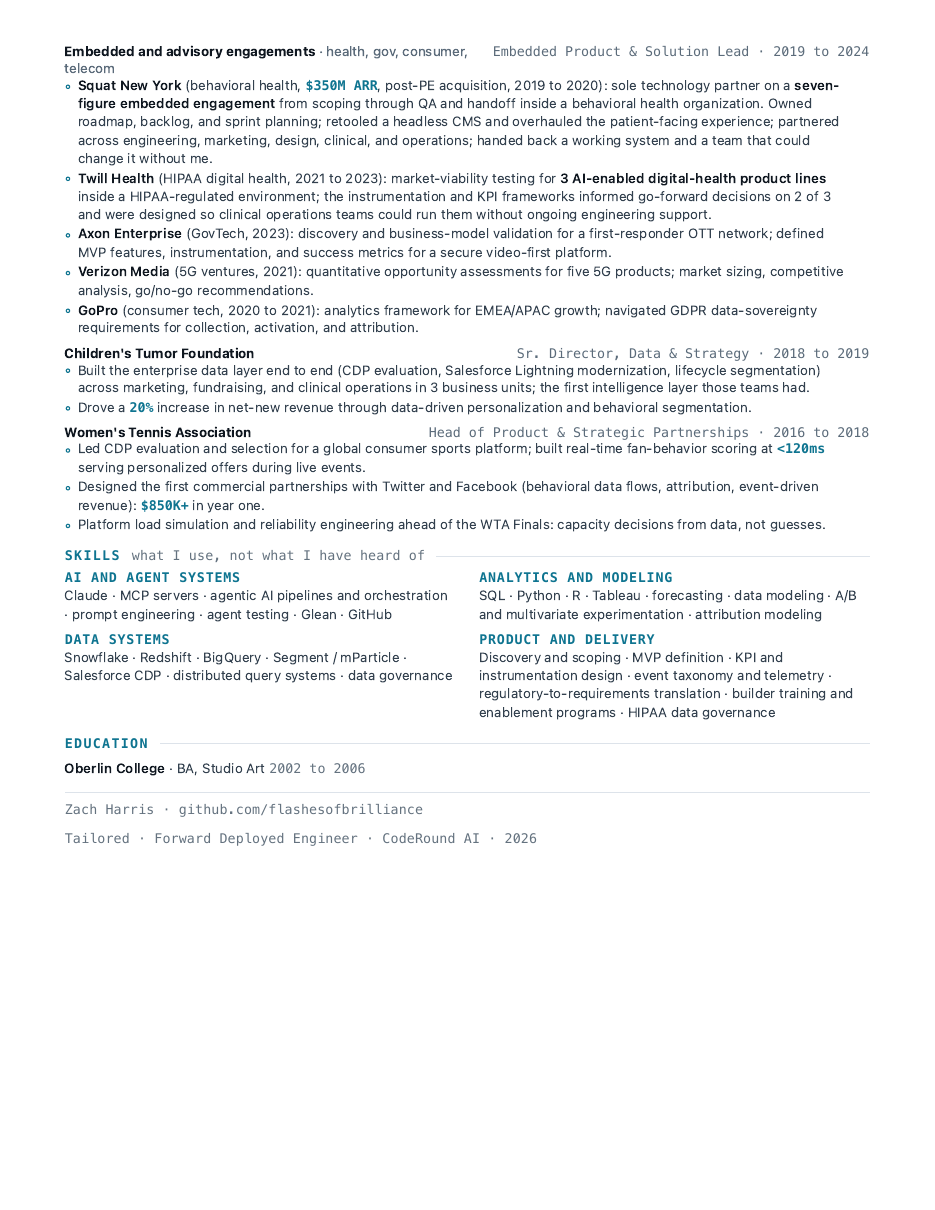 Embedded and advisory engagements · health, gov, consumer, telecom
Embedded Product & Solution Lead · 2019 to 2024
Squat New York (behavioral health, $350M ARR, post-PE acquisition, 2019 to 2020): sole technology partner on a seven-
figure embedded engagement from scoping through QA and handoff inside a behavioral health organization. Owned
roadmap, backlog, and sprint planning; retooled a headless CMS and overhauled the patient-facing experience; partnered
across engineering, marketing, design, clinical, and operations; handed back a working system and a team that could
change it without me.
Twill Health (HIPAA digital health, 2021 to 2023): market-viability testing for 3 AI-enabled digital-health product lines
inside a HIPAA-regulated environment; the instrumentation and KPI frameworks informed go-forward decisions on 2 of 3
and were designed so clinical operations teams could run them without ongoing engineering support.
Axon Enterprise (GovTech, 2023): discovery and business-model validation for a first-responder OTT network; defined
MVP features, instrumentation, and success metrics for a secure video-first platform.
Verizon Media (5G ventures, 2021): quantitative opportunity assessments for five 5G products; market sizing, competitive
analysis, go/no-go recommendations.
GoPro (consumer tech, 2020 to 2021): analytics framework for EMEA/APAC growth; navigated GDPR data-sovereignty
requirements for collection, activation, and attribution.
Children's Tumor Foundation
Sr. Director, Data & Strategy · 2018 to 2019
Built the enterprise data layer end to end (CDP evaluation, Salesforce Lightning modernization, lifecycle segmentation)
across marketing, fundraising, and clinical operations in 3 business units; the first intelligence layer those teams had.
Drove a 20% increase in net-new revenue through data-driven personalization and behavioral segmentation.
Women's Tennis Association
Head of Product & Strategic Partnerships · 2016 to 2018
Led CDP evaluation and selection for a global consumer sports platform; built real-time fan-behavior scoring at <120ms
serving personalized offers during live events.
Designed the first commercial partnerships with Twitter and Facebook (behavioral data flows, attribution, event-driven
revenue): $850K+ in year one.
Platform load simulation and reliability engineering ahead of the WTA Finals: capacity decisions from data, not guesses.
SKILLS what I use, not what I have heard of
AI AND AGENT SYSTEMS
Claude · MCP servers · agentic AI pipelines and orchestration
· prompt engineering · agent testing · Glean · GitHub
ANALYTICS AND MODELING
SQL · Python · R · Tableau · forecasting · data modeling · A/B
and multivariate experimentation · attribution modeling
DATA SYSTEMS
Snowflake · Redshift · BigQuery · Segment / mParticle ·
Salesforce CDP · distributed query systems · data governance
PRODUCT AND DELIVERY
Discovery and scoping · MVP definition · KPI and
instrumentation design · event taxonomy and telemetry ·
regulatory-to-requirements translation · builder training and
enablement programs · HIPAA data governance
EDUCATION
Oberlin College · BA, Studio Art 2002 to 2006
Zach Harris · github.com/flashesofbrilliance
Tailored · Forward Deployed Engineer · CodeRound AI · 2026